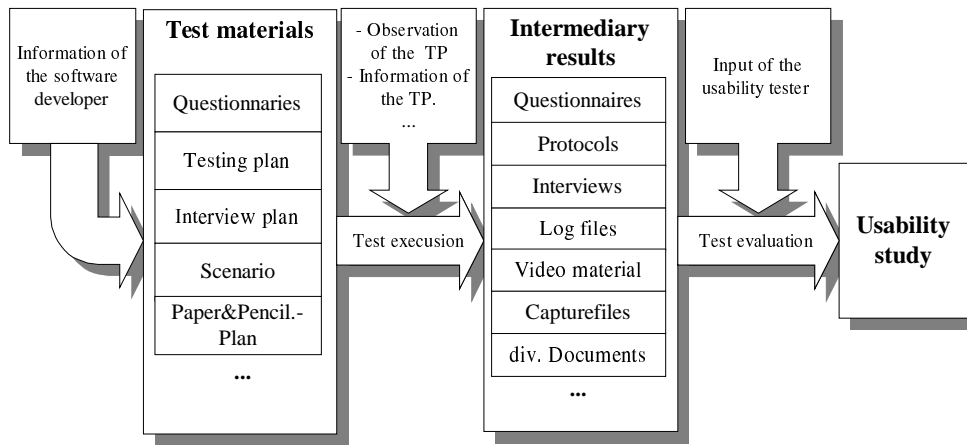 Information of
the software
developer
Test materials
Questionnaries
Testing plan
Interview plan
Scenario
Paper&Pencil.-
Plan
...
- Observation
of the TP
- Information of
the TP.
...
Test execusion
Intermediary
results
Questionnaires
Protocols
Interviews
Log files
Video material
Capturefiles
div. Documents
...
Input of the
usability tester
Test evaluation
Usability
study